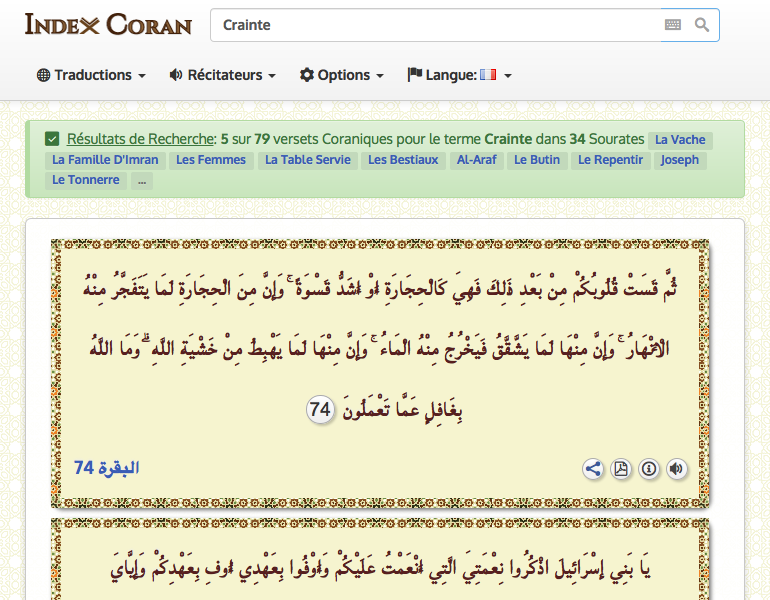 Index Coran
Crainte
Traductions Récitateurs Options Langue:
Résultats de Recherche: 5 sur 79 versets Coraniques pour le terme Crainte dans 34 Sourates La Vache
La Famille D'Imran Les Femmes La Table Servie Les Bestiaux Al-Araf Le Butin Le Repentir Joseph
Le Tonnerre ...
ثُمَّ قَسَتْ قُلُوبُكُمْ مِنْ بَعْدِ ذَلِكَ فَهِيَ كَالْحِجَارَةِ أَوْ أَشَدُّ قَسْوَةً ۚ وَإِنَّ مِنَ الْحِجَارَةِ لَمَا يَتَفَجَّرُ مِنْهُ
الْأَنْهَارُ ۚ وَإِنَّ مِنْهَا لَمَا يَشَّقَّقُ فَيَخْرُجُ مِنْهُ الْمَاءُ ۚ وَإِنَّ مِنْهَا لَمَا يَهْبِطُ مِنْ خَشْيَةِ اللَّهِ ۗ وَمَا اللَّهُ
بِغَافِلٍ عَمَّا تَعْمَلُونَ 74
البقرة 74
يَا بَنِي إِسْرَائِيلَ اذْكُرُوا نِعْمَتِيَ الَّتِي أَنْعَمْتُ عَلَيْكُمْ وَأَوْفُوا بِعَهْدِي أُوفِ بِعَهْدِكُمْ وَإِيَّايَ